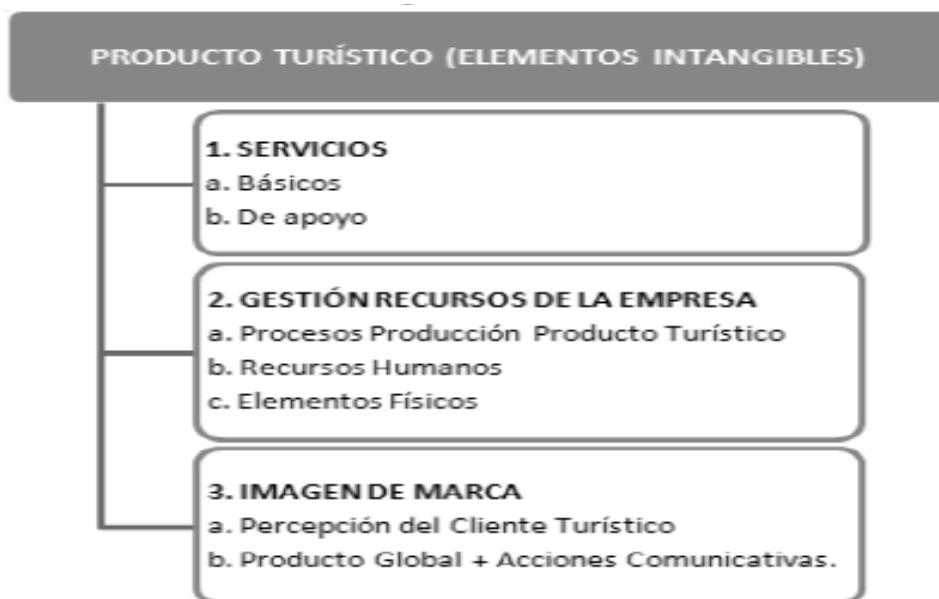 PRODUCTO TURÍSTICO (ELEMENTOS INTANGIBLES)
1. SERVICIOS
a. Básicos
b. De apoyo
2. GESTIÓN RECURSOS DE LA EMPRESA
a. Procesos Producción Producto Turístico
b. Recursos Humanos
c. Elementos Físicos
3. IMAGEN DE MARCA
a. Percepción del Cliente Turístico
b. Producto Global + Acciones Comunicativas.